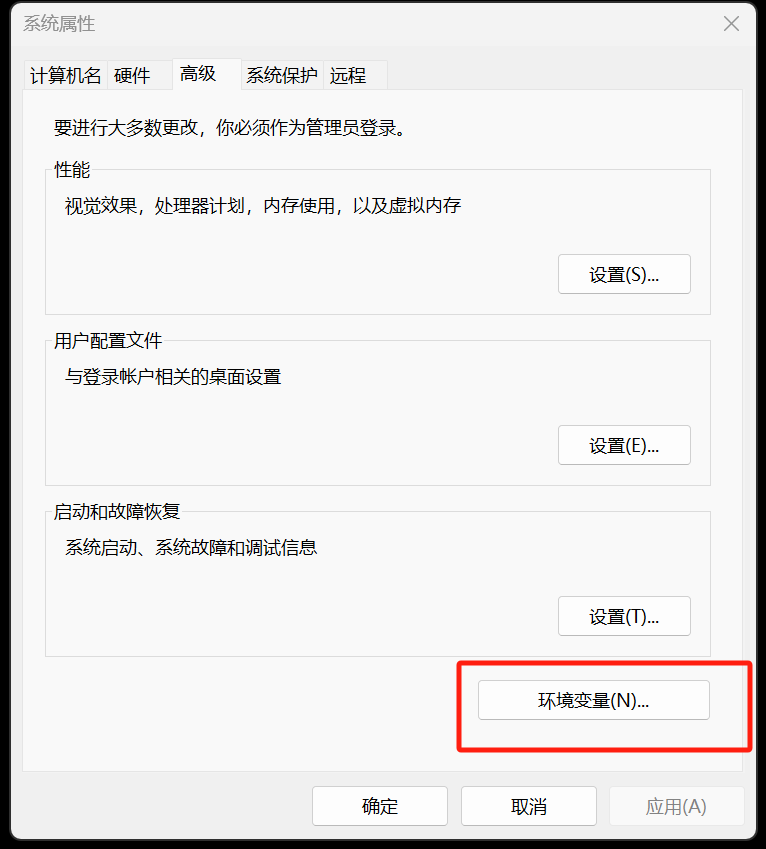 系统属性
计算机名 硬件 高级 系统保护 远程
要进行大多数更改，你必须作为管理员登录。
性能
视觉效果，处理器计划，内存使用，以及虚拟内存
设置(S)...
用户配置文件
与登录帐户相关的桌面设置
设置(E)...
启动和故障恢复
系统启动、系统故障和调试信息
设置(T)...
环境变量(N)...
确定 取消 应用(A)